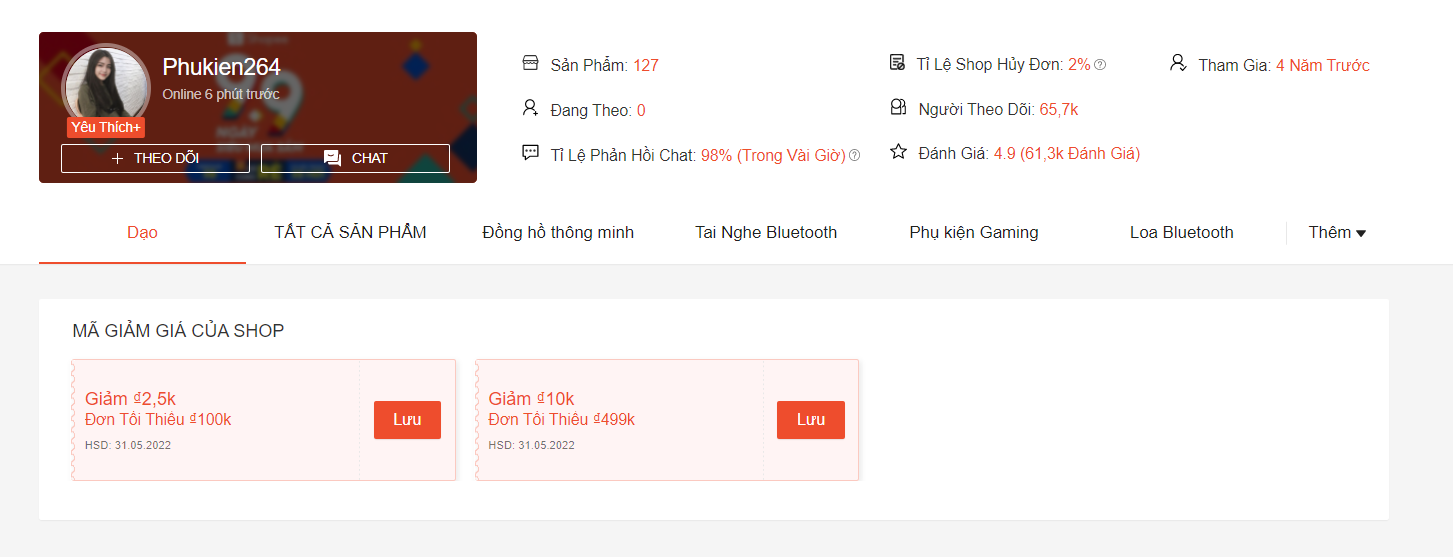 Phukien264
Online 6 phút trước
Yêu Thích+
THEO DÕI
CHAT
Sản Phẩm: 127
Đang Theo: 0
Tỉ Lệ Phản Hồi Chat: 98% (Trong Vài Giờ)
Tỉ Lệ Shop Hủy Đơn: 2%
Người Theo Dõi: 65,7k
Đánh Giá: 4.9 (61,3k Đánh Giá)
Tham Gia: 4 Năm Trước
Dạo
TẤT CẢ SẢN PHẨM
Đồng hồ thông minh
Tai Nghe Bluetooth
Phụ kiện Gaming
Loa Bluetooth
Thêm
MÃ GIẢM GIÁ CỦA SHOP
Giảm ₫2,5k
Đơn Tối Thiểu ₫100k
HSD: 31.05.2022
Lưu
Giảm ₫10k
Đơn Tối Thiểu ₫499k
HSD: 31.05.2022
Lưu